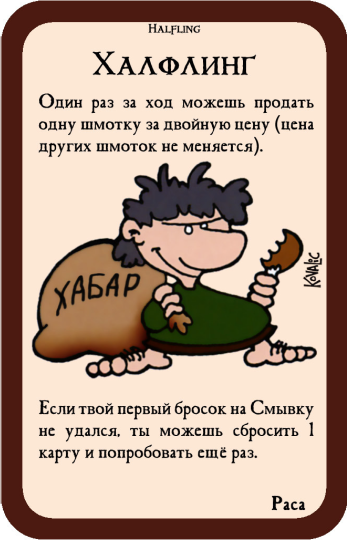 Halfling
Халфлинг
Один раз за ход можешь продать
одну шмотку за двойную цену (цена
других шмоток не меняется).
ХАБАР
Kovalic
Если твой первый бросок на Смывку
не удался, ты можешь сбросить 1
карту и попробовать ещё раз.
Раса